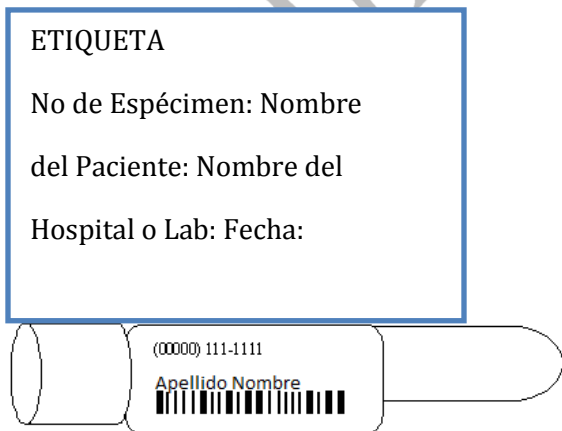 ETIQUETA
No de Espécimen: Nombre
del Paciente: Nombre del
Hospital o Lab: Fecha:
(00000) 111-1111
Apellido Nombre